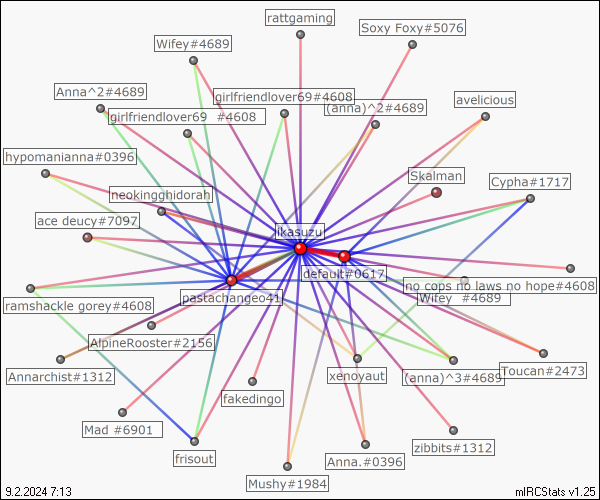 rattgaming
Soxy Foxy#5076
Wifey#4689
Anna^2#4689
girlfriendlover69#4608
(anna)^2#4689
avelicious
girlfriendlover69 #4608
hypomanianna#0396
Skalman
Cypha#1717
neokingghidorah
ace deucy#7097
ikasuzu
default#0617
no cops no laws no hope#4608
pastachangeo41
Wifey #4689
ramshackle gorey#4608
AlpineRooster#2156
Annarchist#1312
xenoyaut
(anna)^3#4689
Toucan#2473
fakedingo
Mad #6901
zibbits#1312
frisout
Anna.#0396
Mushy#1984
9.2.2024 7:13
mIRCStats v1.25